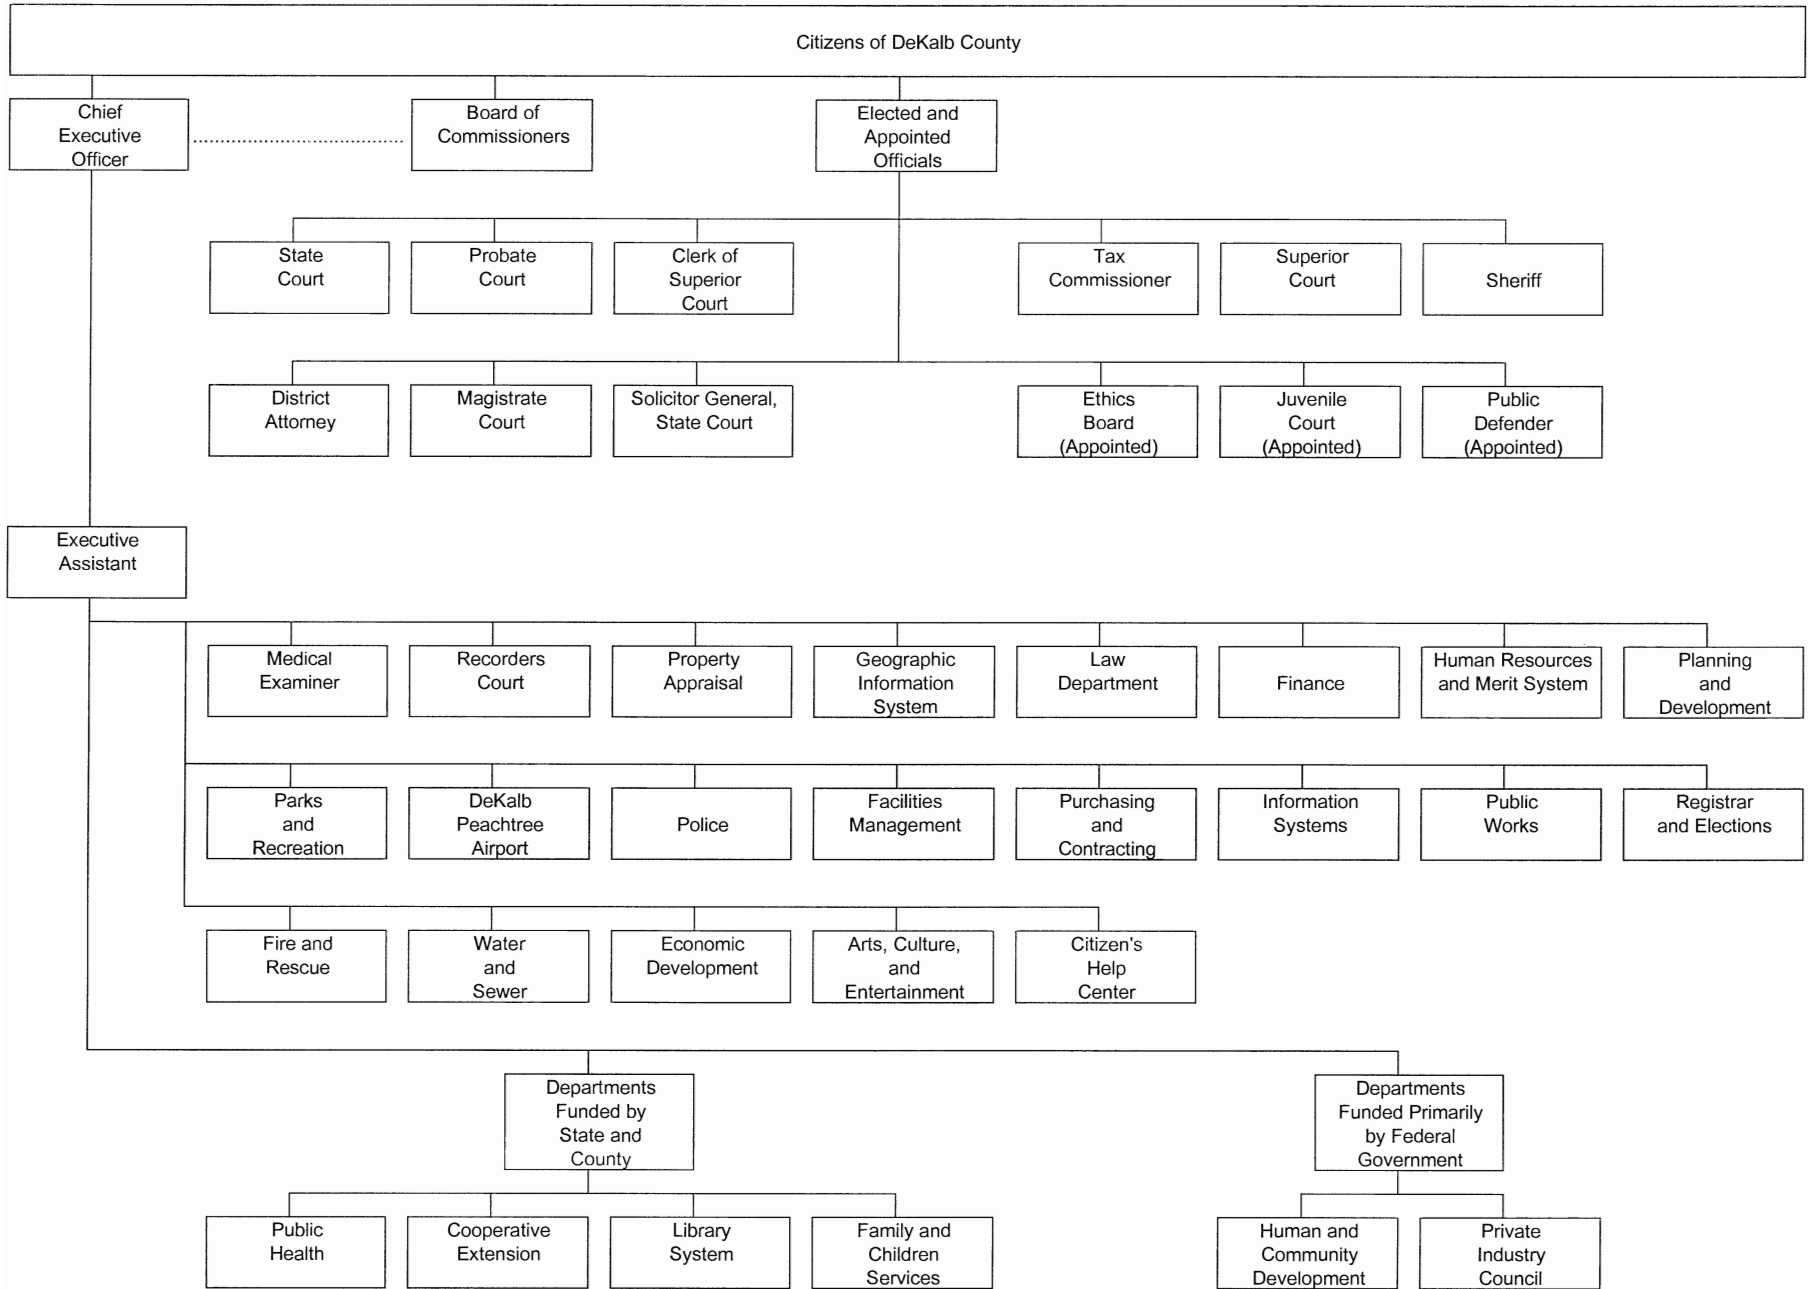 Citizens of DeKalb County
Chief
Executive
Officer
Board of
Commissioners
Elected and
Appointed
Officials
State
Court
Probate
Court
Clerk of
Superior
Court
Tax
Commissioner
Superior
Court
Sheriff
District
Attorney
Magistrate
Court
Solicitor General,
State Court
Ethics
Board
(Appointed)
Juvenile
Court
(Appointed)
Public
Defender
(Appointed)
Executive
Assistant
Medical
Examiner
Recorders
Court
Property
Appraisal
Geographic
Information
System
Law
Department
Finance
Human Resources
and Merit System
Planning
and
Development
Parks
and
Recreation
DeKalb
Peachtree
Airport
Police
Facilities
Management
Purchasing
and
Contracting
Information
Systems
Public
Works
Registrar
and Elections
Fire and
Rescue
Water
and
Sewer
Economic
Development
Arts, Culture,
and
Entertainment
Citizen's
Help
Center
Departments
Funded by
State and
County
Departments
Funded Primarily
by Federal
Government
Public
Health
Cooperative
Extension
Library
System
Family and
Children
Services
Human and
Community
Development
Private
Industry
Council